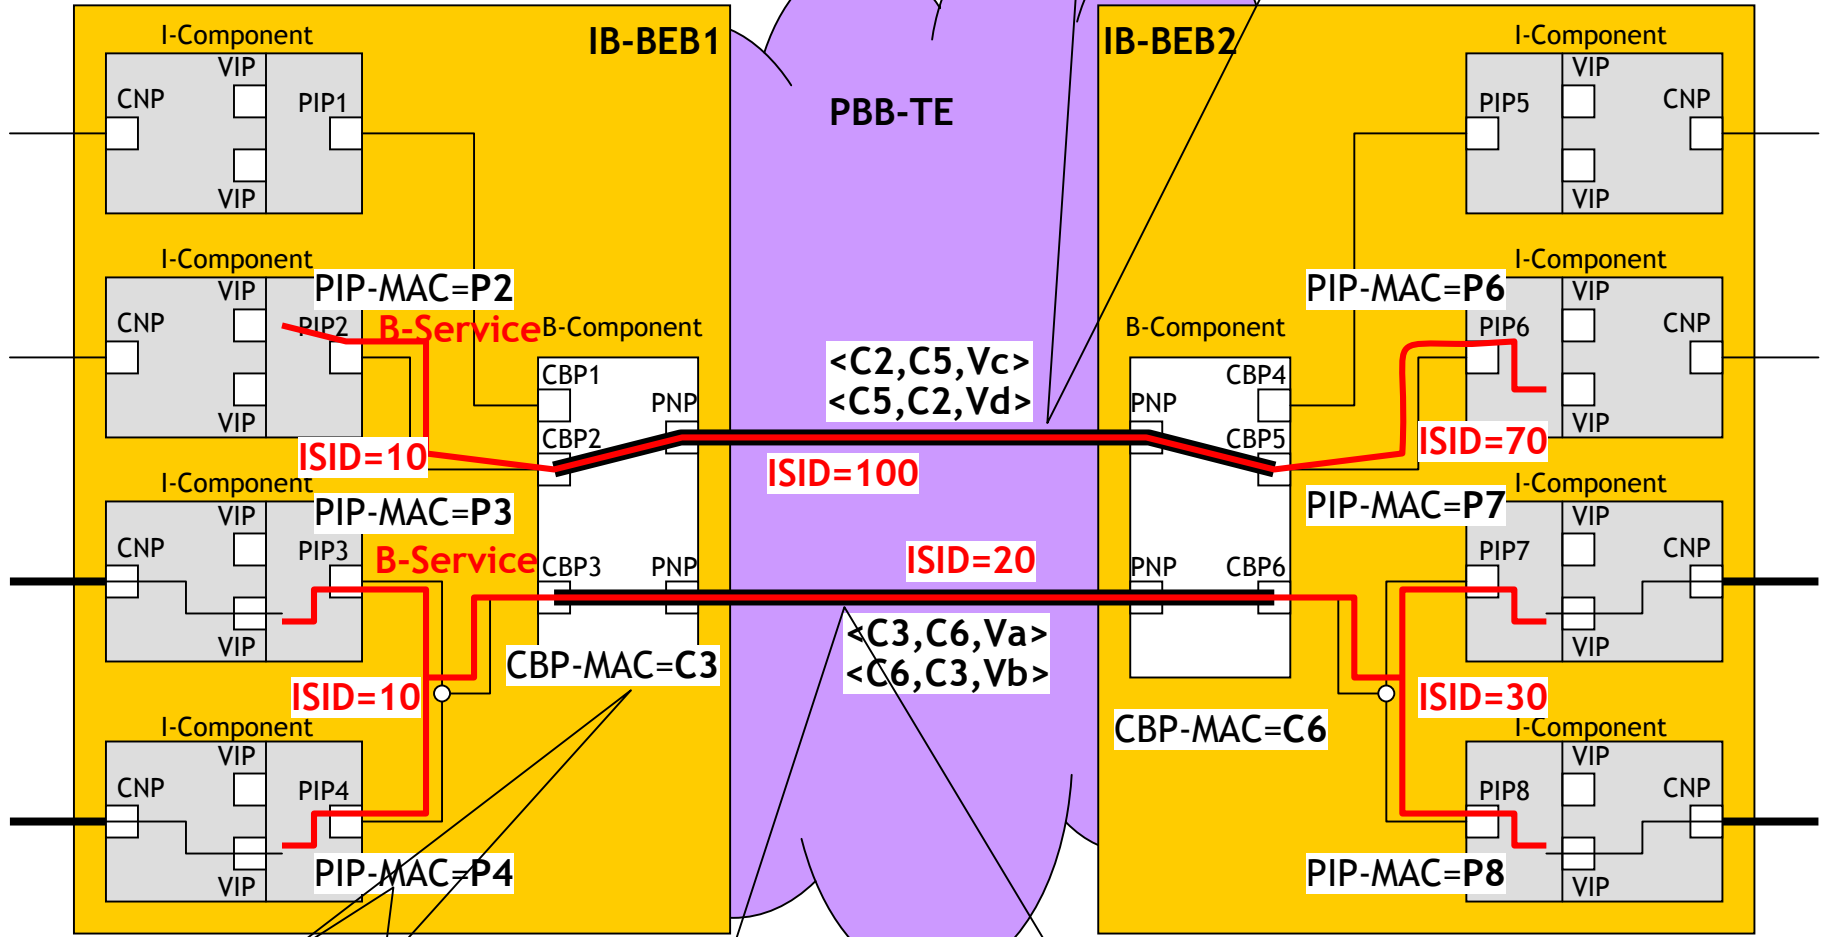 I-Component
IB-BEB1
VIP
CNP
PIP1
VIP
I-Component
VIP
PIP-MAC=P2
CNP
PIP2
B-Service
VIP
ISID=10
I-Component
VIP
PIP-MAC=P3
CNP
PIP3
B-Service
VIP
ISID=10
I-Component
VIP
CNP
PIP4
VIP
PIP-MAC=P4
B-Component
CBP1
PNP
CBP2
CBP3
PNP
CBP-MAC=C3
PBB-TE
<C2,C5,Vc>
<C5,C2,Vd>
ISID=100
ISID=20
<C3,C6,Va>
<C6,C3,Vb>
IB-BEB2
B-Component
CBP4
PNP
CBP5
PNP
CBP6
CBP-MAC=C6
I-Component
VIP
PIP5
CNP
VIP
I-Component
PIP-MAC=P6
VIP
PIP6
CNP
VIP
ISID=70
I-Component
PIP-MAC=P7
VIP
PIP7
CNP
VIP
ISID=30
I-Component
VIP
PIP8
CNP
PIP-MAC=P8
VIP